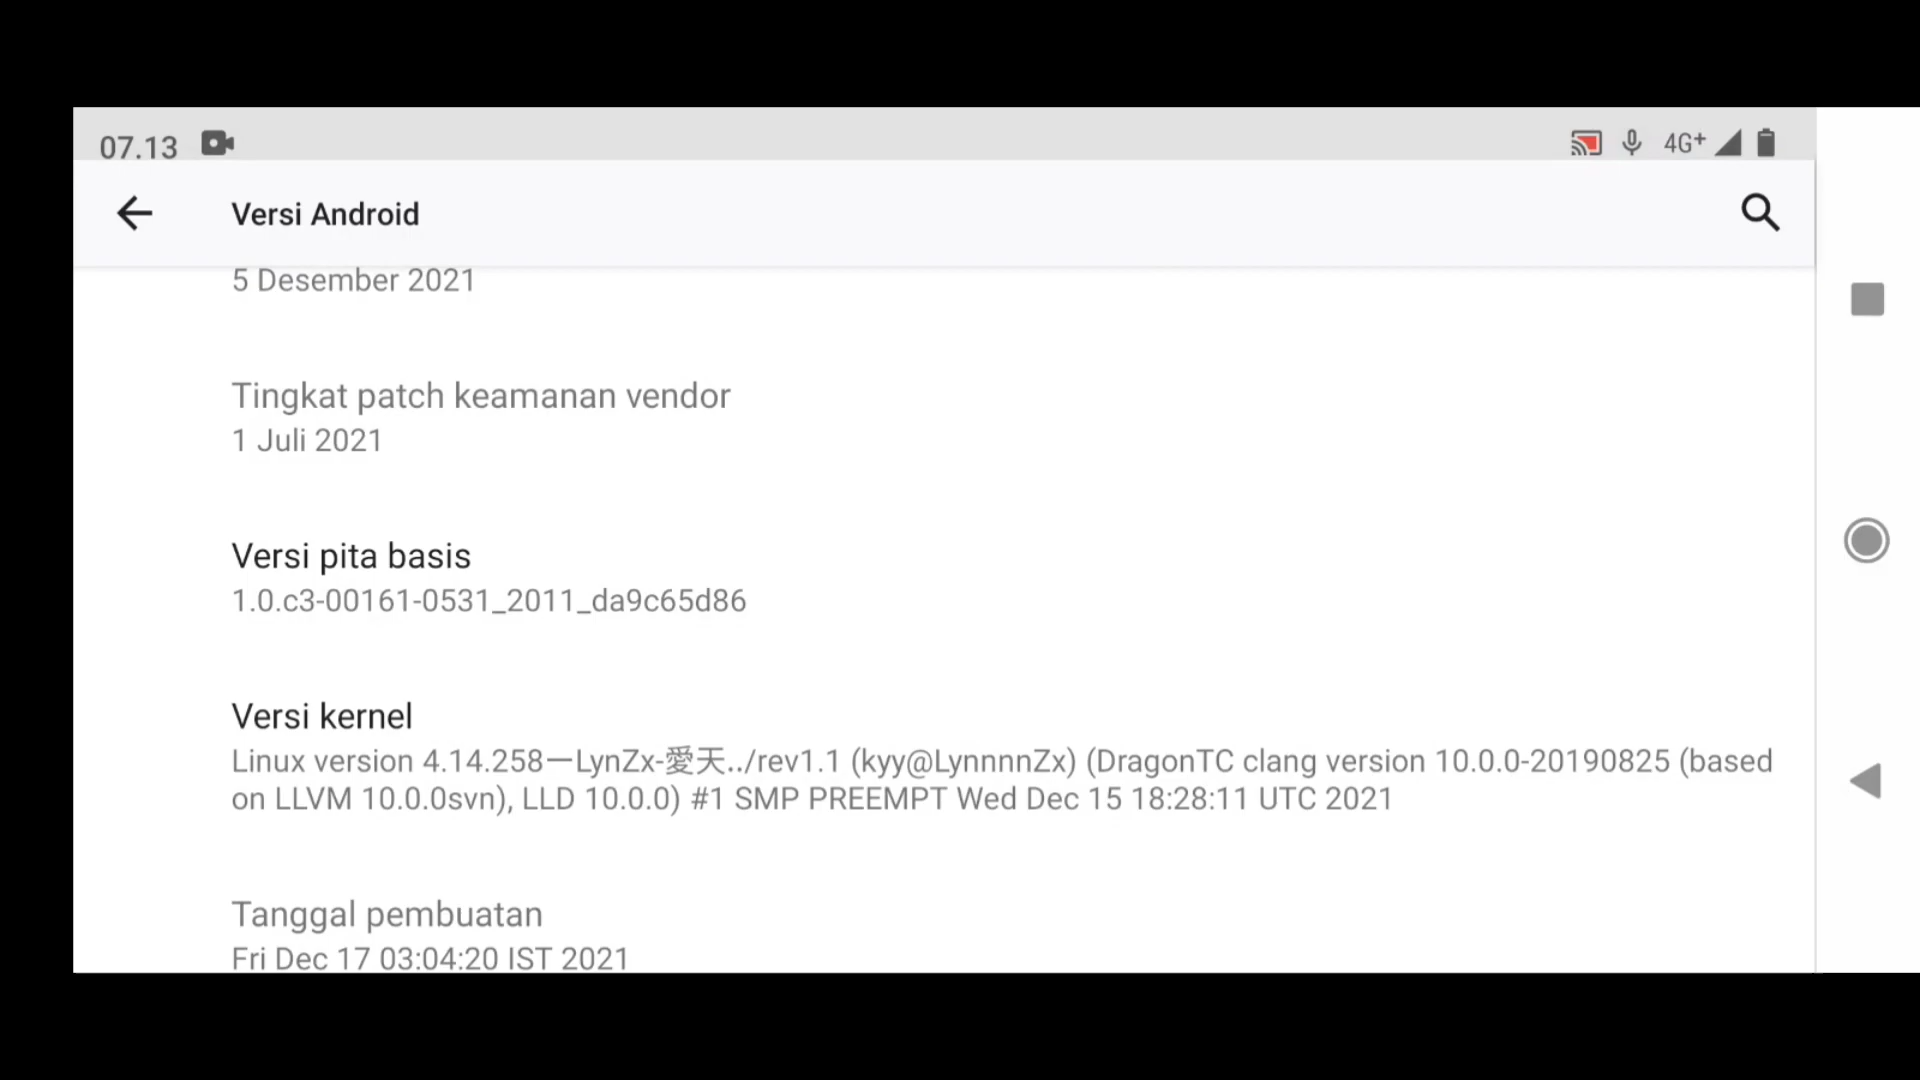 07.13
4G+
Versi Android
5 Desember 2021
Tingkat patch keamanan vendor
1 Juli 2021
Versi pita basis
1.0.c3-00161-0531_2011_da9c65d86
Versi kernel
Linux version 4.14.258ーLynZx-愛天../rev1.1 (kyy@LynnnnZx) (DragonTC clang version 10.0.0-20190825 (based
on LLVM 10.0.0svn), LLD 10.0.0) #1 SMP PREEMPT Wed Dec 15 18:28:11 UTC 2021
Tanggal pembuatan
Fri Dec 17 03:04:20 IST 2021